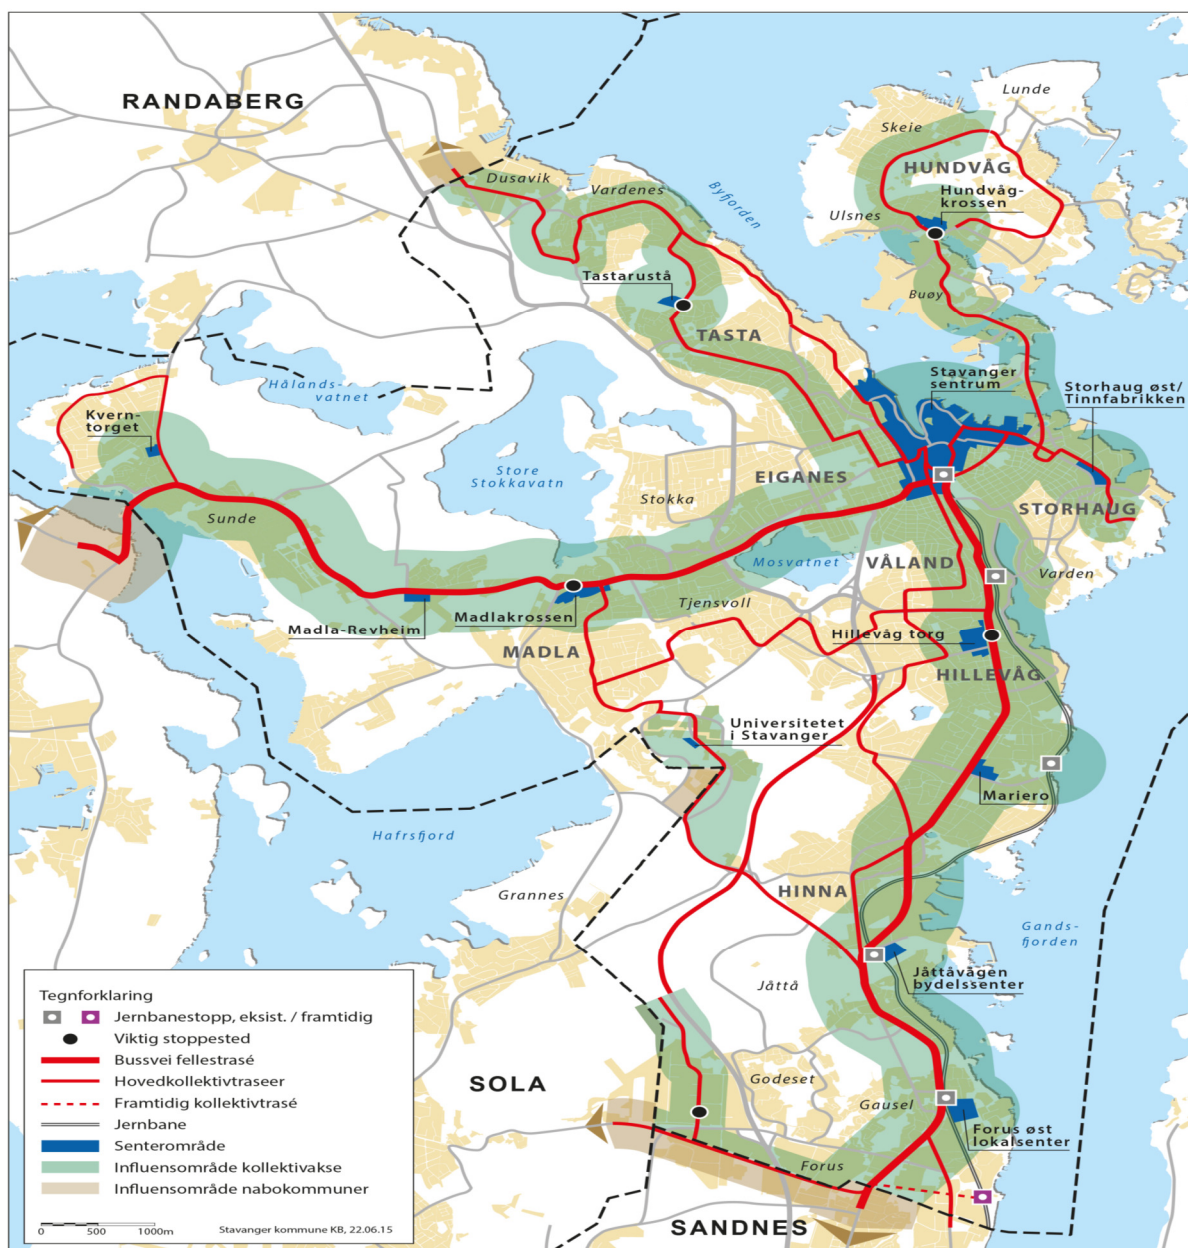 RANDABERG
Lunde
Skeie
HUNDVÅG
Hundvåg-
krossen
Dusavik
Vardenes
Byfjorden
Ulsnes
Tastarustå
Buøy
TASTA
Hålands-
vatnet
Stavanger
sentrum
Storhaug øst/
Tinnfabrikken
Kvern-
torget
Store
Stokkavatn
EIGANES
Stokka
STORHAUG
Sunde
Mosvatnet
VÅLAND
Varden
Tjensvoll
Madlakrossen
Madla-Revheim
Hillevåg torg
MADLA
HILLEVÅG
Universitetet
i Stavanger
Mariero
Hafrsfjord
Grannes
HINNA
Gands-
fjorden
Jåttåvågen
bydelssenter
Jåttå
SOLA
Godeset
Gausel
Forus øst
lokalsenter
Forus
SANDNES
Tegnforklaring
Jernbanestopp, eksist. / framtidig
Viktig stoppested
Bussvei fellestrasé
Hovedkollektivtraseer
Framtidig kollektivtrasé
Jernbane
Senterområde
Influensområde kollektivakse
Influensområde nabokommuner
0 500 1000m
Stavanger kommune KB, 22.06.15